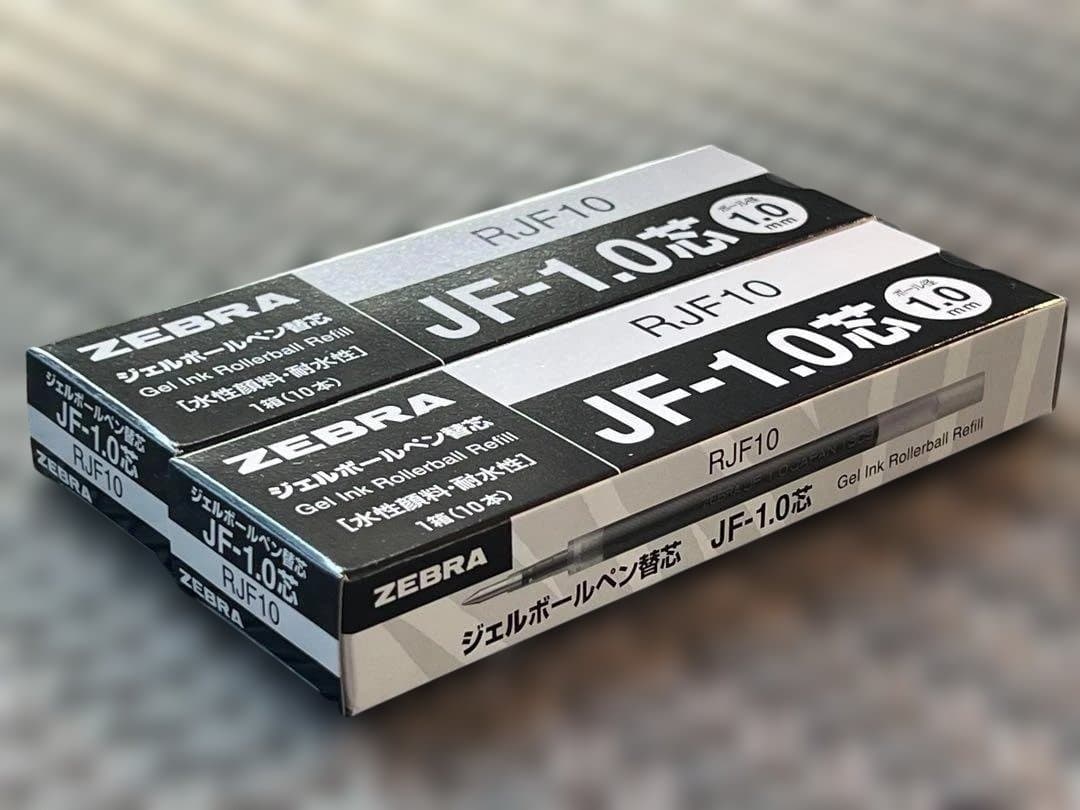 RJF10
JF-1.0芯
ボール径
1.0
mm
ZEBRA
ジェルボールペン替芯
Gel Ink Rollerball Refill
[水性顔料・耐水性]
1箱(10本)
RJF10
JF-1.0芯
ボール径
1.0
mm
ZEBRA
ジェルボールペン替芯
Gel Ink Rollerball Refill
[水性顔料・耐水性]
1箱(10本)
ジェルボールペン替芯
JF-1.0芯
RJF10
ZEBRA
ジェルボールペン替芯
JF-1.0芯
RJF10
ZEBRA
ZEBRA
RJF10
ジェルボールペン替芯 JF-1.0芯 Gel Ink Rollerball Refill